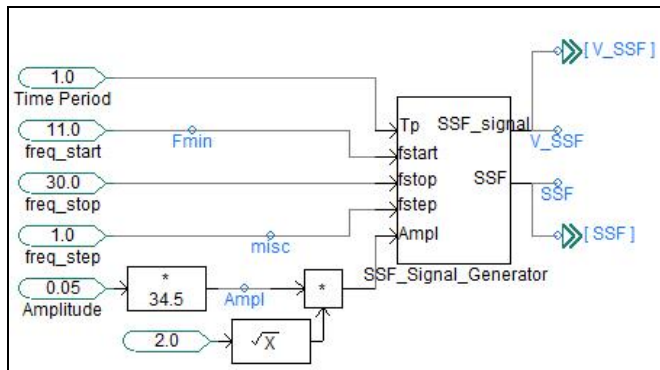 [ V_SSF ]
1.0
Time Period
Tp
SSF_signal
11.0
Fmin
fstart
V_SSF
freq_start
30.0
fstop
SSF
SSF
freq_stop
fstep
1.0
misc
Ampl
[ SSF ]
freq_step
SSF_Signal_Generator
0.05
*
34.5
Ampl
*
Amplitude
2.0
√X